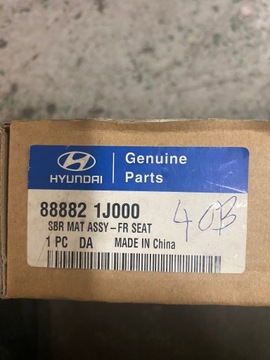 HYUNDAI
Genuine
Parts
88882 1J000
SBR MAT ASSY-FR SEAT
1 PC DA MADE IN China
40B